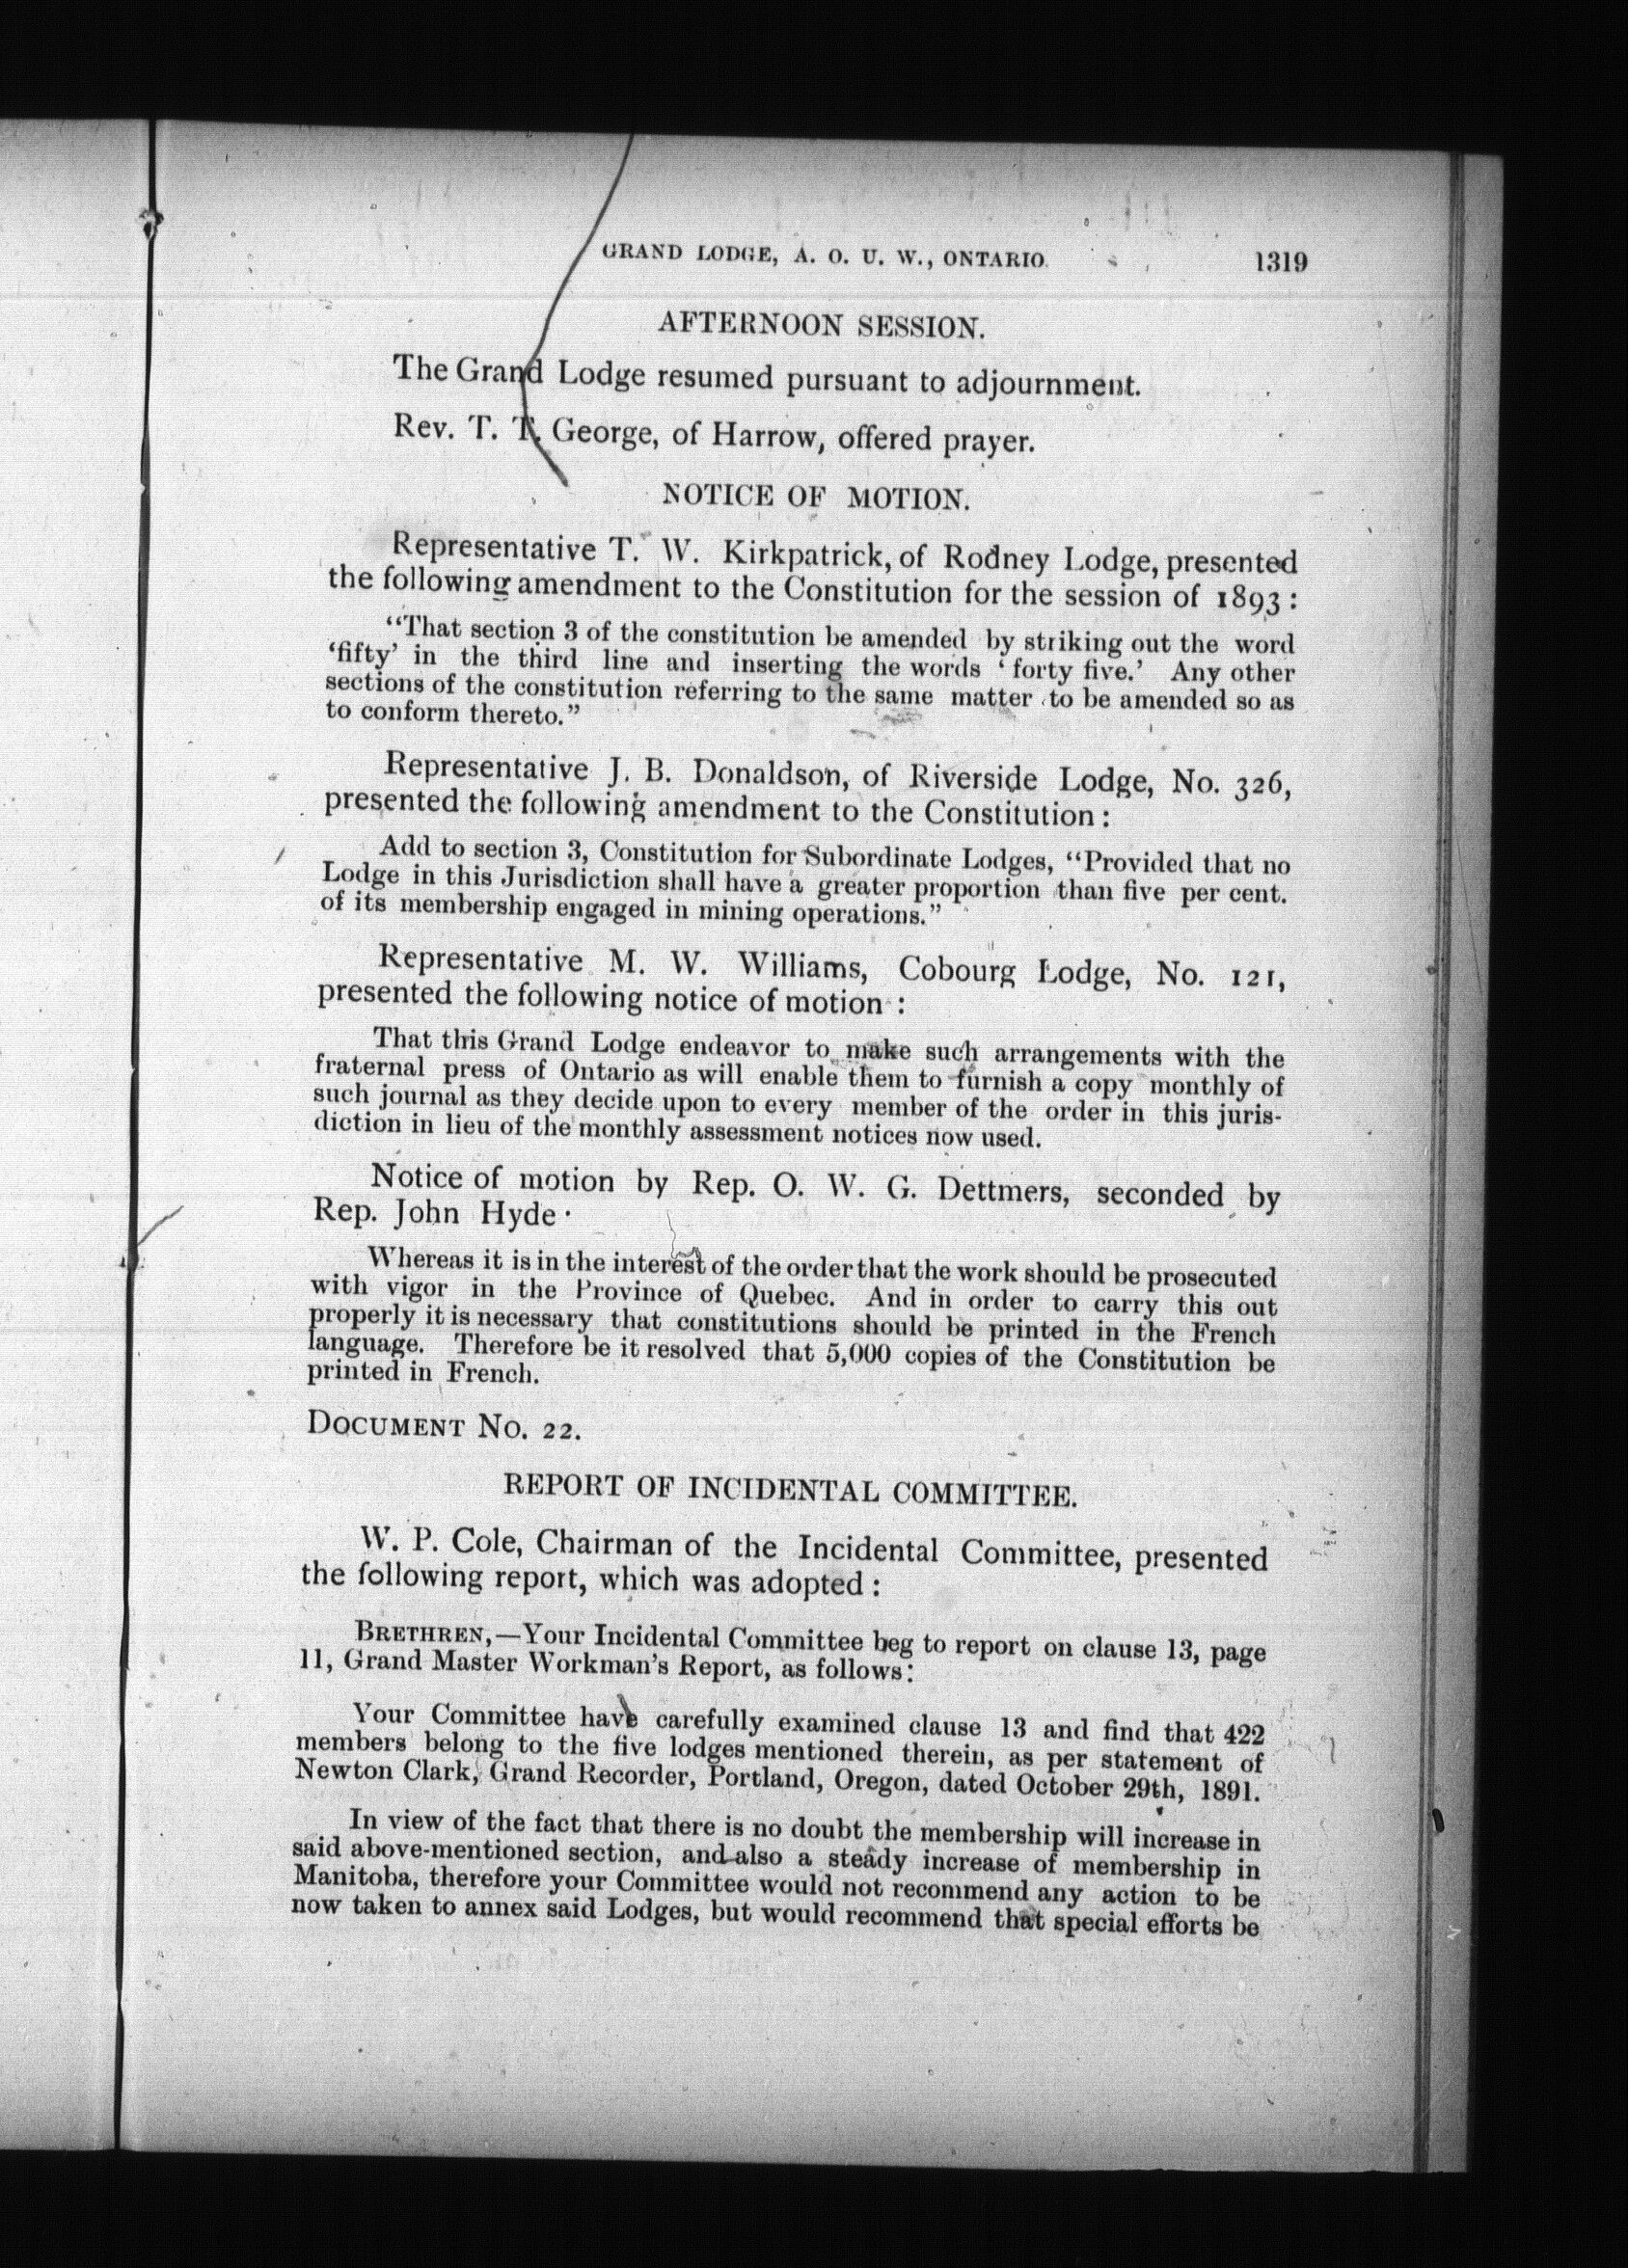 GRAND LODGE, A. O. U. W., ONTARIO. 1319
AFTERNOON SESSION.
The Grand Lodge resumed pursuant to adjournment.
Rev. T. T. George, of Harrow, offered prayer.
NOTICE OF MOTION.
Representative T. W. Kirkpatrick, of Rodney Lodge, presented
the following amendment to the Constitution for the session of 1893:
“That section 3 of the constitution be amended by striking out the word
‘fifty’ in the third line and inserting the words ‘forty five.’ Any other
sections of the constitution referring to the same matter to be amended so as
to conform thereto.”
Representative J. B. Donaldson, of Riverside Lodge, No. 326,
presented the following amendment to the Constitution:
Add to section 3, Constitution for Subordinate Lodges, “Provided that no
Lodge in this Jurisdiction shall have a greater proportion than five per cent.
of its membership engaged in mining operations.”
Representative M. W. Williams, Cobourg Lodge, No. 121,
presented the following notice of motion:
That this Grand Lodge endeavor to make such arrangements with the
fraternal press of Ontario as will enable them to furnish a copy monthly of
such journal as they decide upon to every member of the order in this juris-
diction in lieu of the monthly assessment notices now used.
Notice of motion by Rep. O. W. G. Dettmers, seconded by
Rep. John Hyde·
Whereas it is in the interest of the order that the work should be prosecuted
with vigor in the Province of Quebec. And in order to carry this out
properly it is necessary that constitutions should be printed in the French
language. Therefore be it resolved that 5,000 copies of the Constitution be
printed in French.
DOCUMENT NO. 22.
REPORT OF INCIDENTAL COMMITTEE.
W. P. Cole, Chairman of the Incidental Committee, presented
the following report, which was adopted:
BRETHREN,—Your Incidental Committee beg to report on clause 13, page
11, Grand Master Workman’s Report, as follows:
Your Committee have carefully examined clause 13 and find that 422
members belong to the five lodges mentioned therein, as per statement of
Newton Clark, Grand Recorder, Portland, Oregon, dated October 29th, 1891.
In view of the fact that there is no doubt the membership will increase in
said above-mentioned section, and also a steady increase of membership in
Manitoba, therefore your Committee would not recommend any action to be
now taken to annex said Lodges, but would recommend that special efforts be